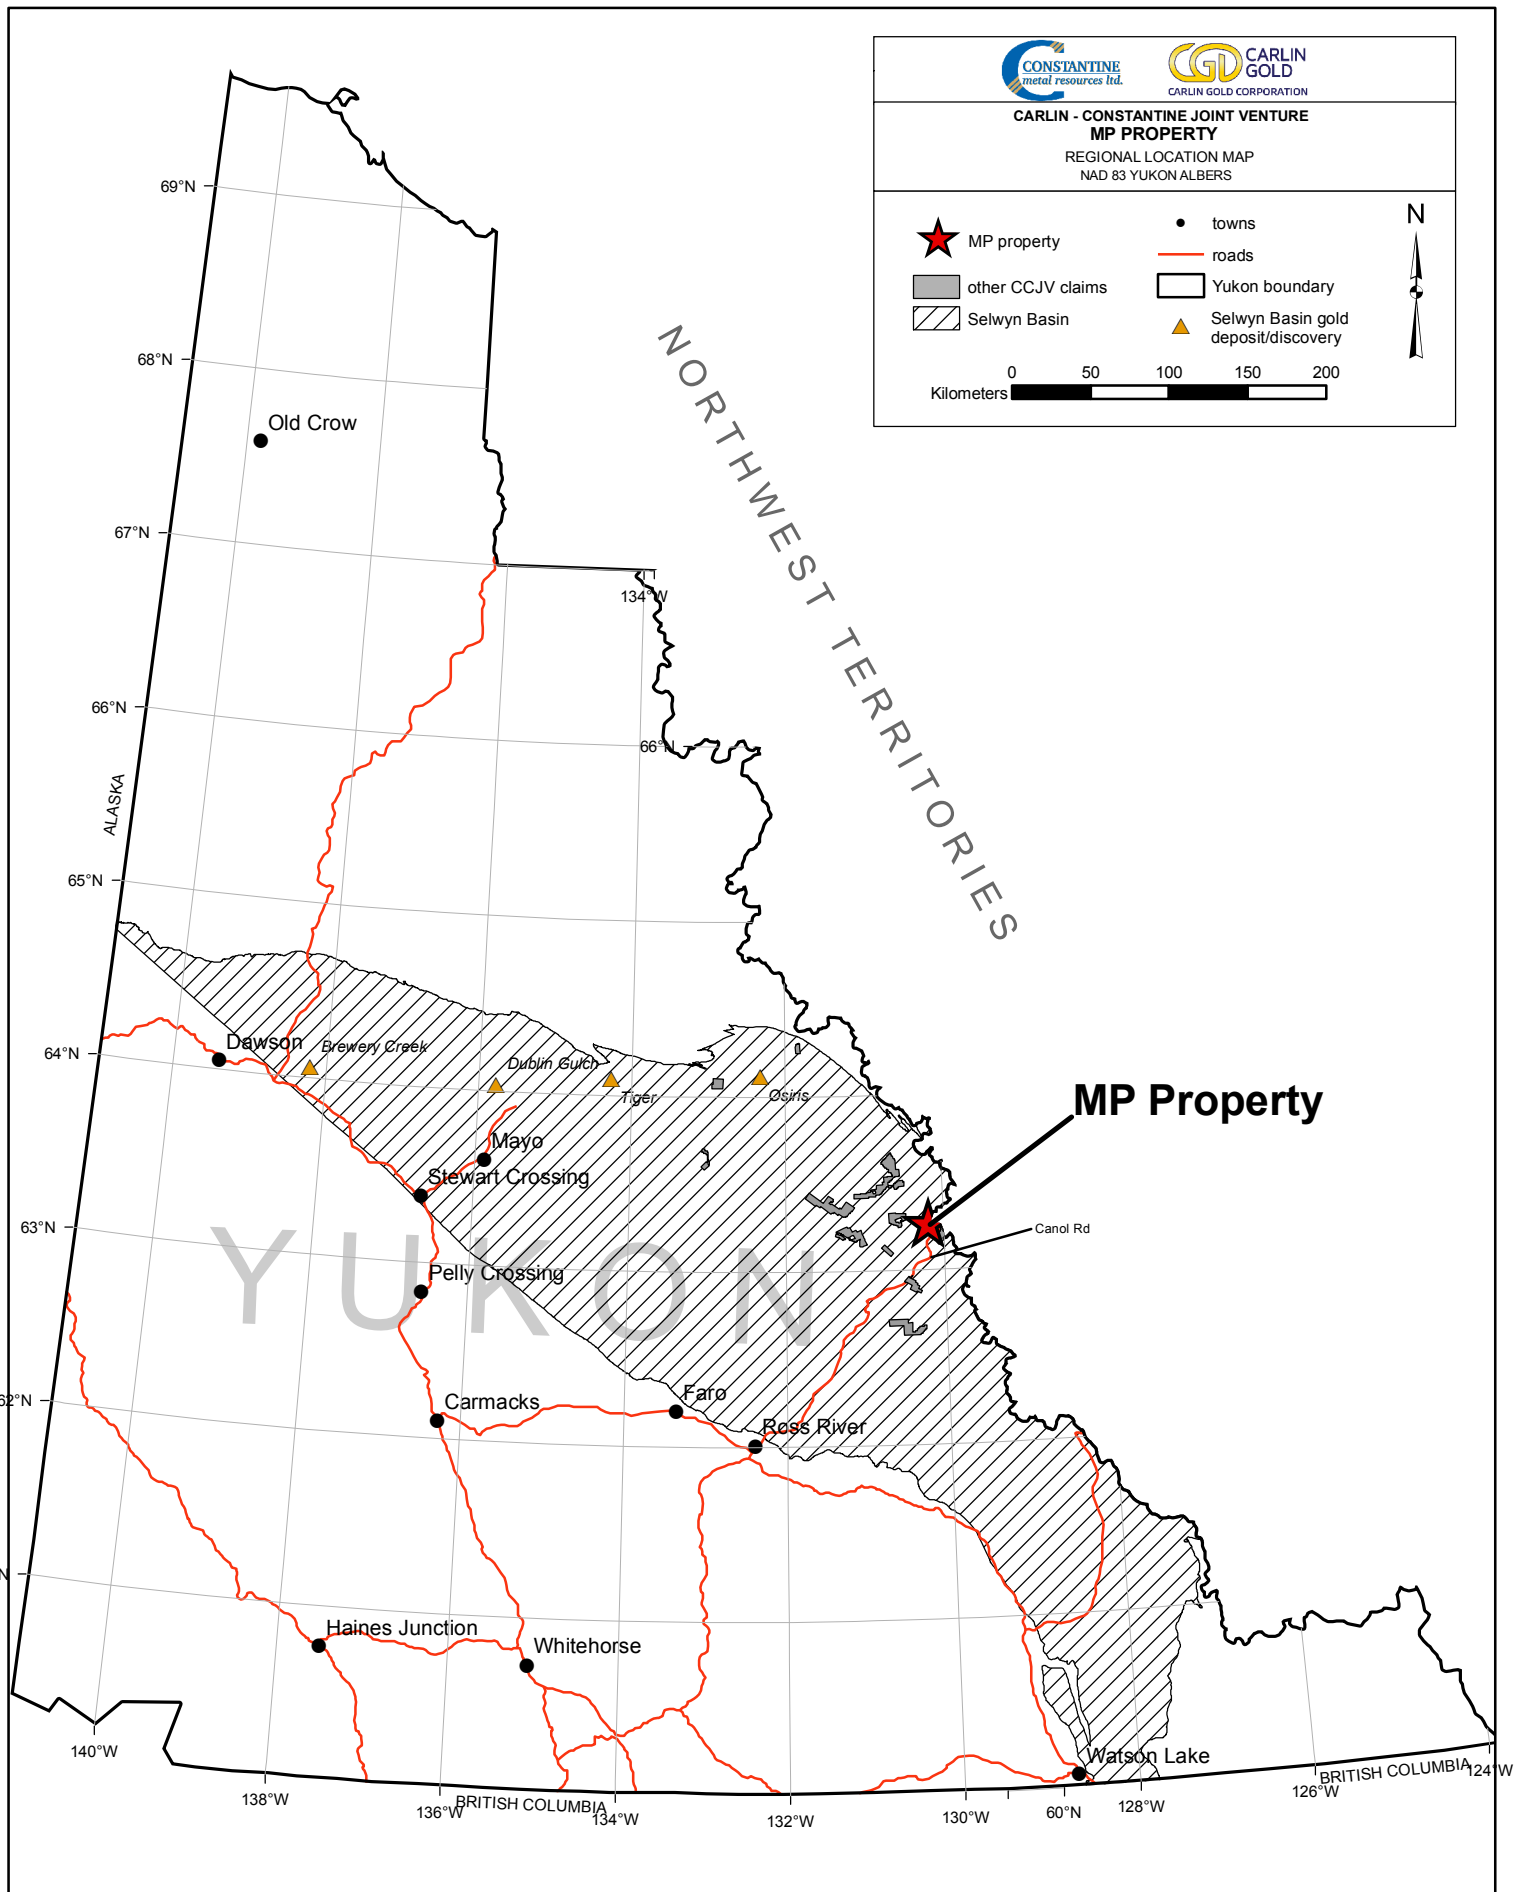 CONSTANTINE
metal resources ltd.
CGD
CARLIN
GOLD
CARLIN GOLD CORPORATION
CARLIN - CONSTANTINE JOINT VENTURE
MP PROPERTY
REGIONAL LOCATION MAP
NAD 83 YUKON ALBERS
MP property
other CCJV claims
Selwyn Basin
towns
roads
Yukon boundary
Selwyn Basin gold
deposit/discovery
N
0 50 100 150 200
Kilometers
69°N
68°N
Old Crow
67°N
134°W
NORTHWEST TERRITORIES
66°N
66°N
ALASKA
65°N
64°N
Dawson
Brewery Creek
Dublin Gulch
Tiger
Osiris
MP Property
Mayo
Stewart Crossing
63°N
Canol Rd
YUKON
Pelly Crossing
62°N
Carmacks
Faro
Ross River
N
Haines Junction
Whitehorse
Watson Lake
140°W
138°W
136°W
BRITISH COLUMBIA
134°W
132°W
130°W
60°N
128°W
126°W
BRITISH COLUMBIA
124°W